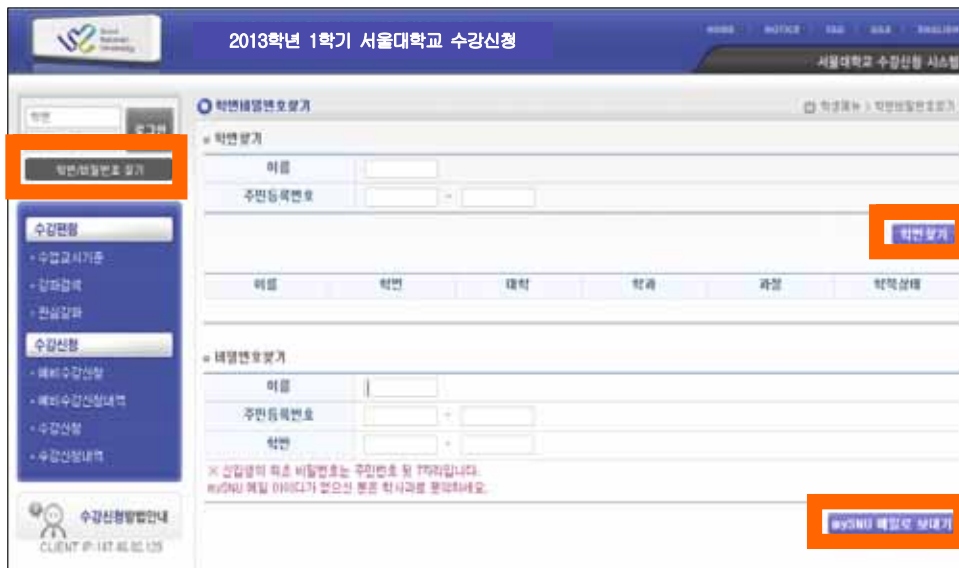 Seoul
National
University
2013학년 1학기 서울대학교 수강신청
HOME NOTICE FAQ Q&A ENGLISH
서울대학교 수강신청 시스템
학번
로그인
학번/비밀번호 찾기
수강편람
수업교시기준
강좌검색
관심강좌
수강신청
예비수강신청
예비수강신청내역
수강신청
수강신청내역
수강신청방법안내
학번비밀번호찾기
학생메뉴 > 학번비밀번호찾기
학번찾기
이름
주민등록번호 -
학번찾기
이름 학번 대학 학과 과정 학적상태
비밀번호찾기
이름
주민등록번호 -
학번 -
※ 신입생의 최초 비밀번호는 주민번호 뒤 7자리입니다.
mySNU 메일 아이디가 없으신 분은 학사과로 문의하세요.
mySNU 메일로 보내기